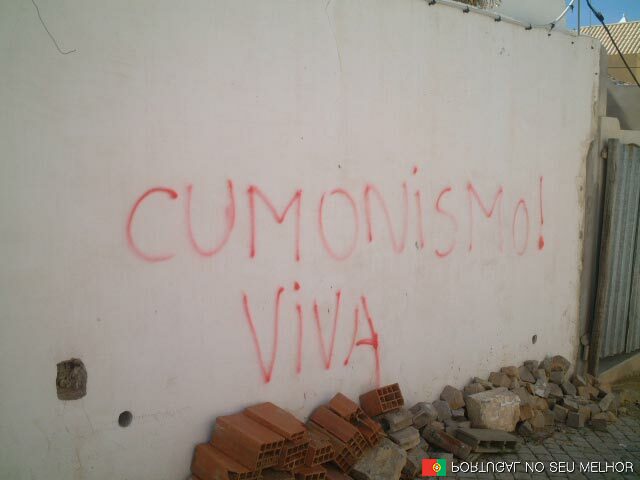 CUMONiSMO!
ViVA
PORTUGAL NO SEU MELHOR